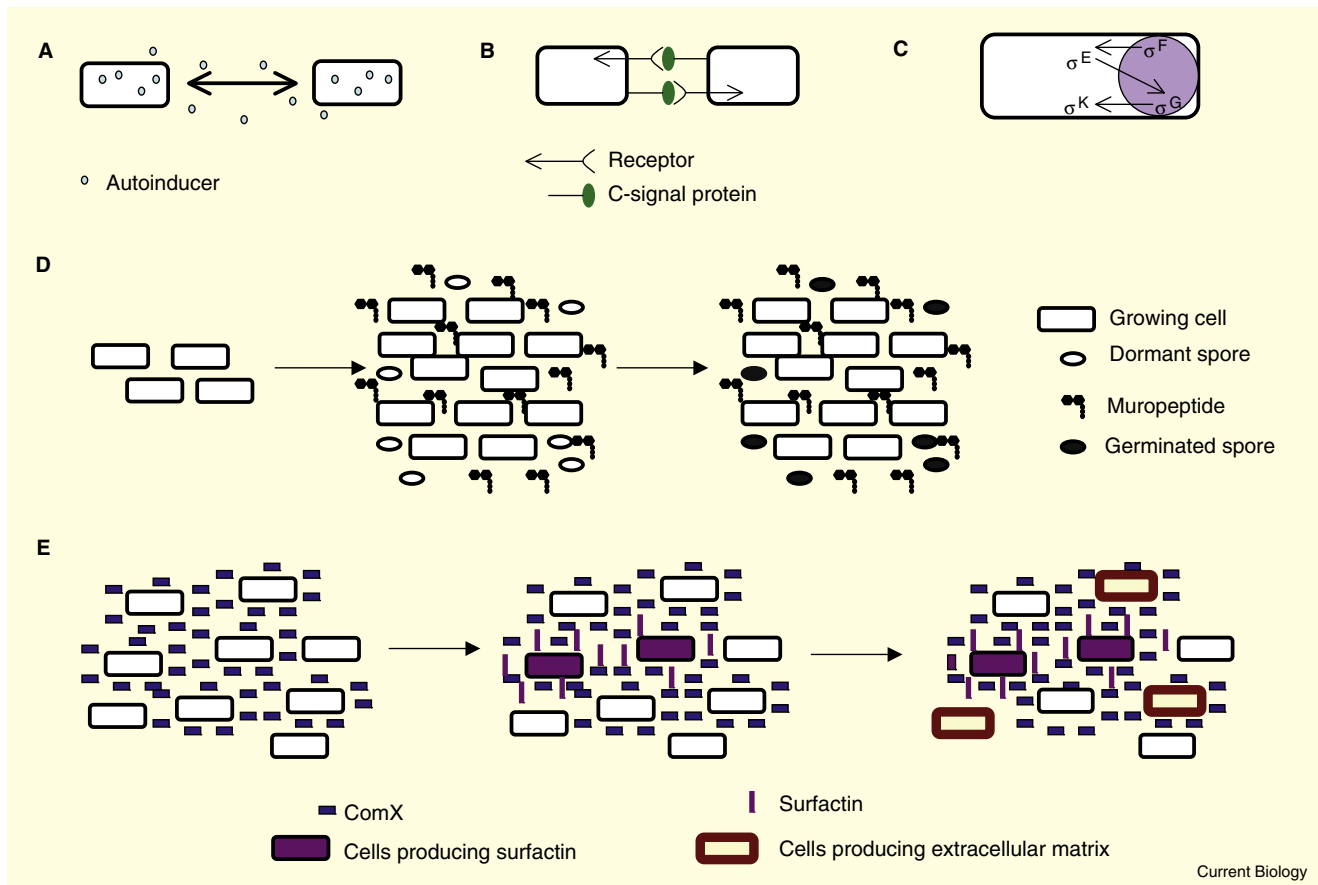 A
B
C
σF
σE
σK
σG
Autoinducer
Receptor
C-signal protein
D
Growing cell
Dormant spore
Muropeptide
Germinated spore
E
ComX
Surfactin
Cells producing surfactin
Cells producing extracellular matrix
Current Biology